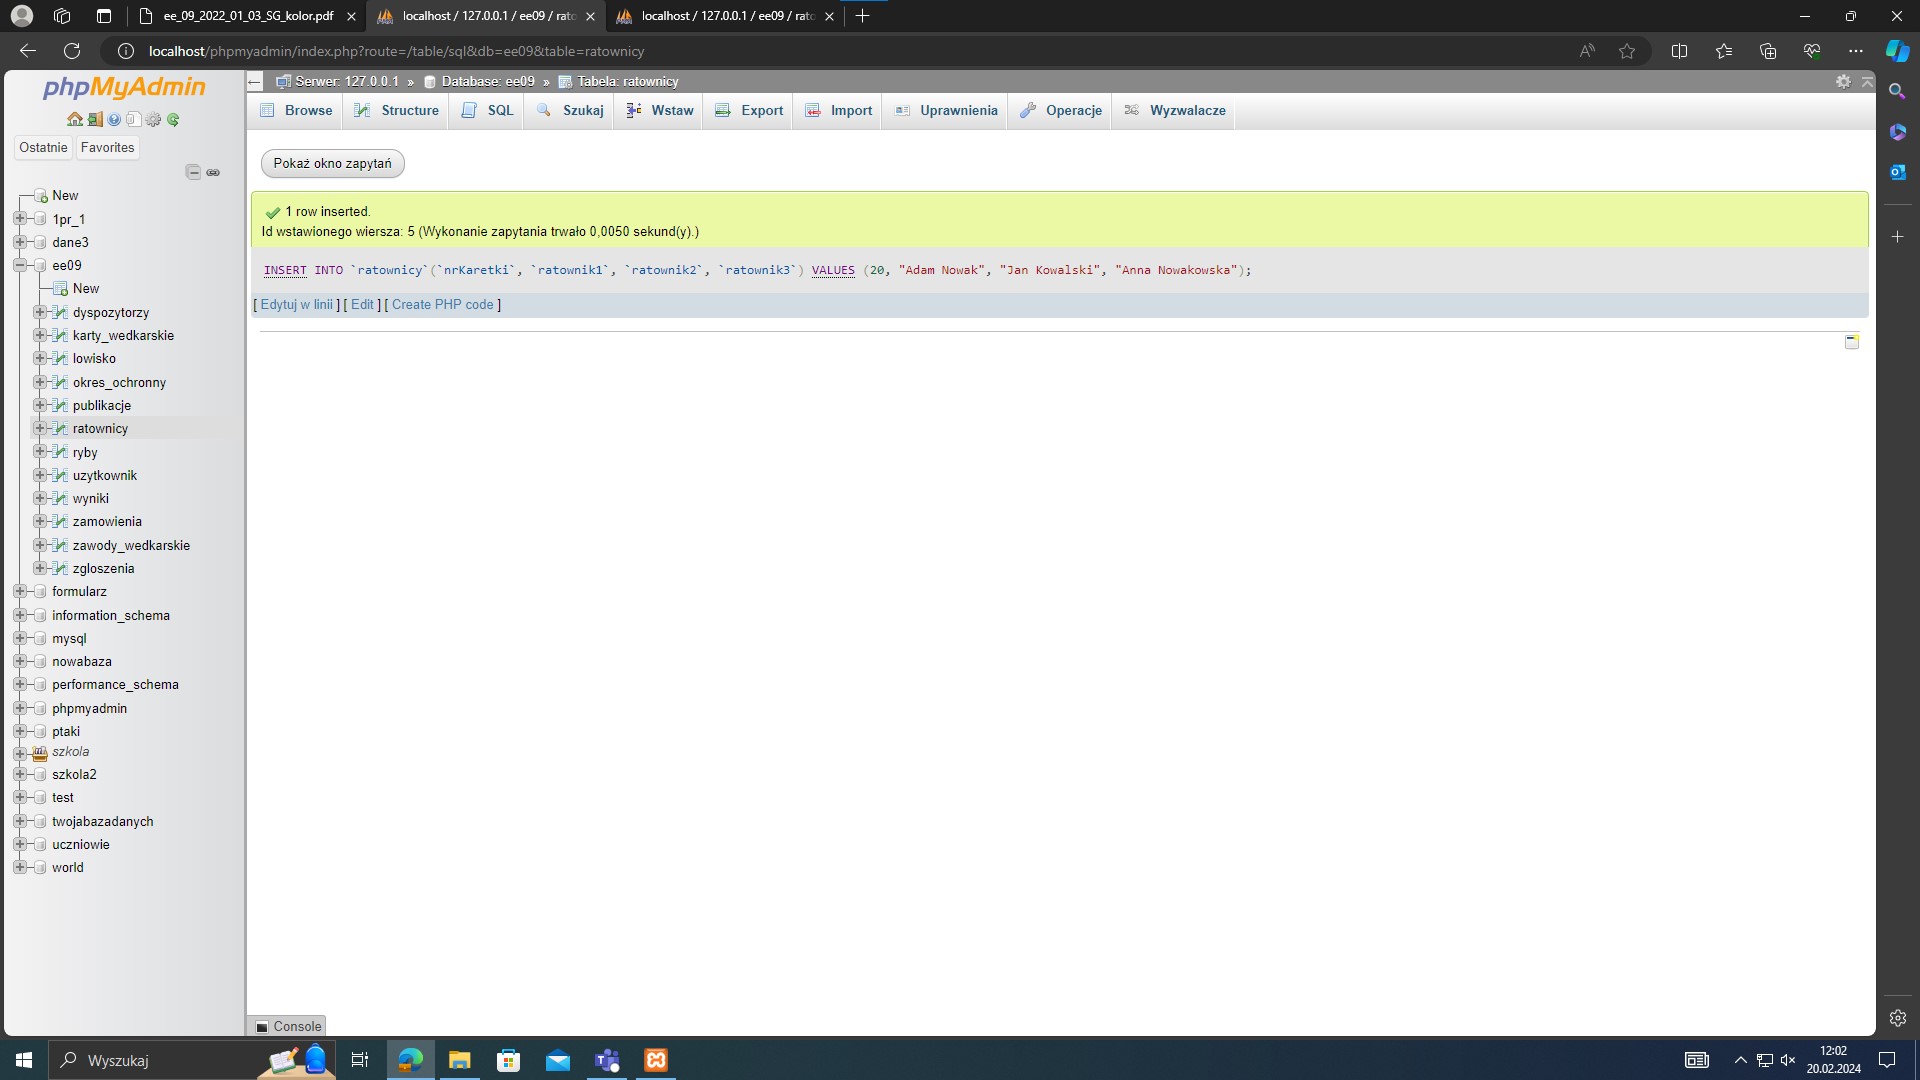 ee_09_2022_01_03_SG_kolor.pdf
localhost / 127.0.0.1 / ee09 / rato
localhost / 127.0.0.1 / ee09 / rato
localhost/phpmyadmin/index.php?route=/table/sql&db=ee09&table=ratownicy
phpMyAdmin
Serwer: 127.0.0.1 » Database: ee09 » Tabela: ratownicy
Browse Structure SQL Szukaj Wstaw Export Import Uprawnienia Operacje Wyzwalacze
Ostatnie Favorites
Pokaż okno zapytań
New
1pr_1
dane3
ee09
New
dyspozytorzy
karty_wedkarskie
lowisko
okres_ochronny
publikacje
ratownicy
ryby
uzytkownik
wyniki
zamowienia
zawody_wedkarskie
zgloszenia
formularz
information_schema
mysql
nowabaza
performance_schema
phpmyadmin
ptaki
szkola
szkola2
test
twojabazadanych
uczniowie
world
1 row inserted.
Id wstawionego wiersza: 5 (Wykonanie zapytania trwało 0,0050 sekund(y).)
INSERT INTO `ratownicy`(`nrKaretki`, `ratownik1`, `ratownik2`, `ratownik3`) VALUES (20, "Adam Nowak", "Jan Kowalski", "Anna Nowakowska");
[ Edytuj w linii ] [ Edit ] [ Create PHP code ]
Console
Wyszukaj
12:02
20.02.2024